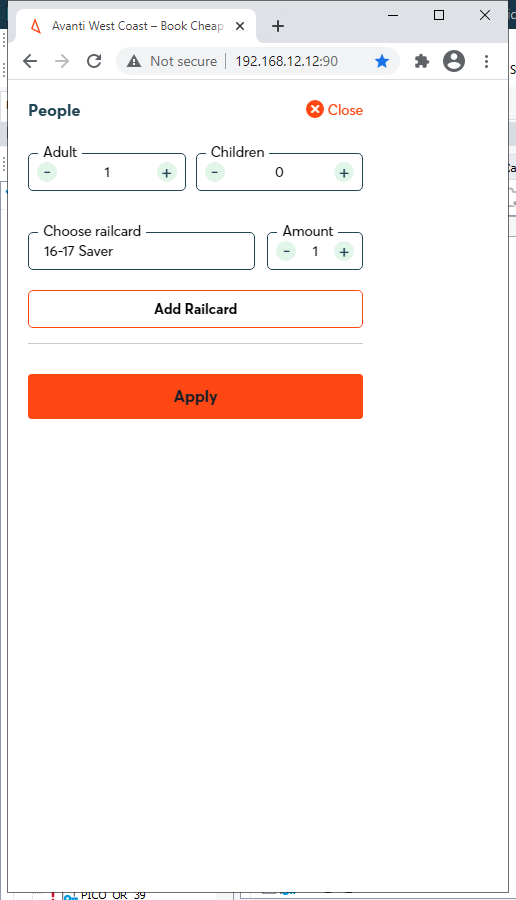 Avanti West Coast – Book Cheap
Not secure
192.168.12.12:90
People
Close
Adult
- 1 +
Children
- 0 +
Choose railcard
16-17 Saver
Amount
- 1 +
Add Railcard
Apply
PICO_OR_39